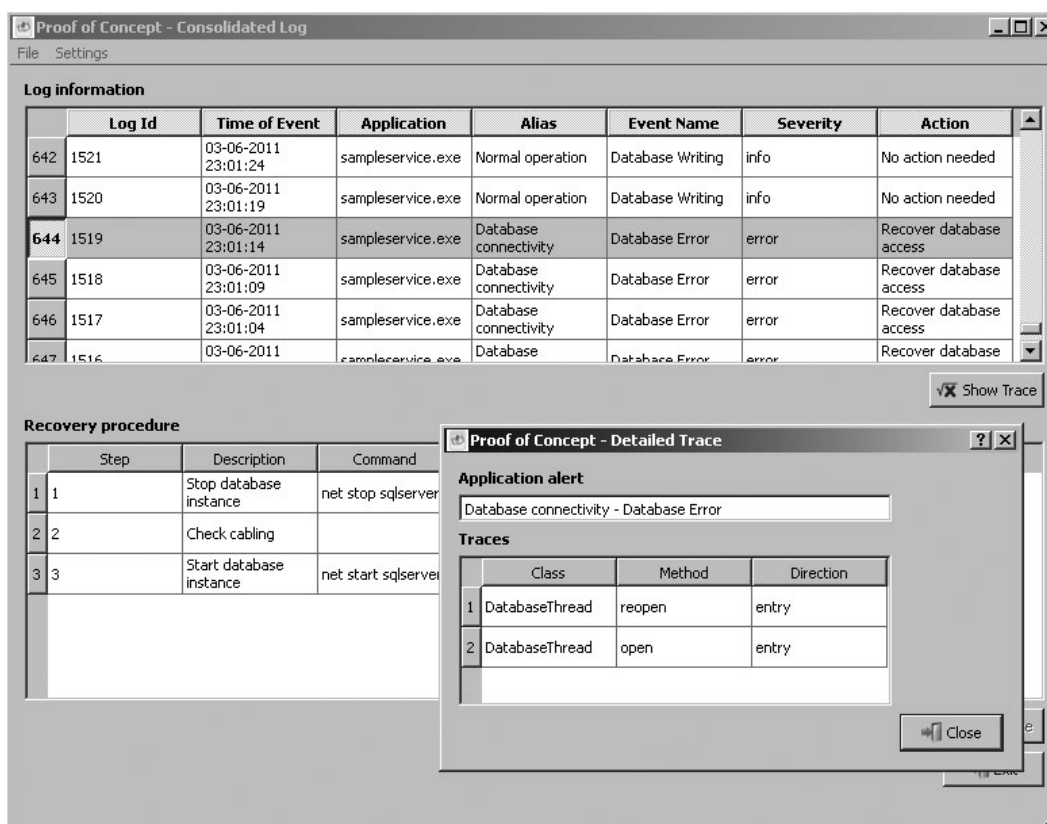 Proof of Concept - Consolidated Log
File Settings
Log information
Log Id Time of Event Application Alias Event Name Severity Action
642 1521 03-06-2011 23:01:24 sampleservice.exe Normal operation Database Writing info No action needed
643 1520 03-06-2011 23:01:19 sampleservice.exe Normal operation Database Writing info No action needed
644 1519 03-06-2011 23:01:14 sampleservice.exe Database connectivity Database Error error Recover database access
645 1518 03-06-2011 23:01:09 sampleservice.exe Database connectivity Database Error error Recover database access
646 1517 03-06-2011 23:01:04 sampleservice.exe Database connectivity Database Error error Recover database access
647 1516 03-06-2011 sampleservice.exe Database Database Error error Recover database
Show Trace
Recovery procedure
Step Description Command
1 1 Stop database instance net stop sqlserver
2 2 Check cabling
3 3 Start database instance net start sqlserver
Proof of Concept - Detailed Trace
Application alert
Database connectivity - Database Error
Traces
Class Method Direction
1 DatabaseThread reopen entry
2 DatabaseThread open entry
Close